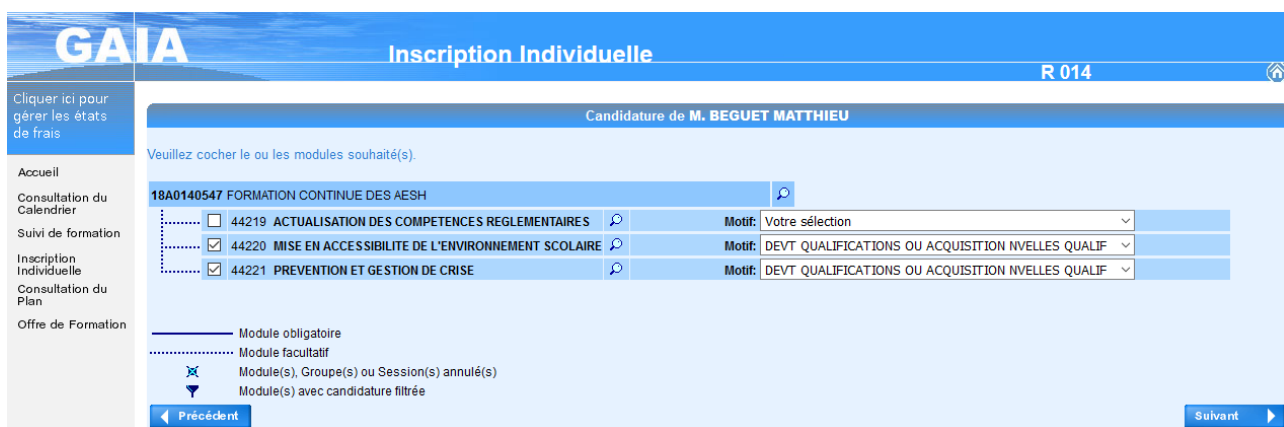 GAIA
Inscription Individuelle
R 014
Cliquer ici pour
gérer les états
de frais
Accueil
Consultation du
Calendrier
Suivi de formation
Inscription
Individuelle
Consultation du
Plan
Offre de Formation
Candidature de M. BEGUET MATTHIEU
Veuillez cocher le ou les modules souhaité(s).
18A0140547 FORMATION CONTINUE DES AESH
44219 ACTUALISATION DES COMPETENCES REGLEMENTAIRES Motif: Votre sélection
44220 MISE EN ACCESSIBILITE DE L'ENVIRONNEMENT SCOLAIRE Motif: DEVT QUALIFICATIONS OU ACQUISITION NVELLES QUALIF
44221 PREVENTION ET GESTION DE CRISE Motif: DEVT QUALIFICATIONS OU ACQUISITION NVELLES QUALIF
Module obligatoire
Module facultatif
Module(s), Groupe(s) ou Session(s) annulé(s)
Module(s) avec candidature filtrée
Précédent
Suivant